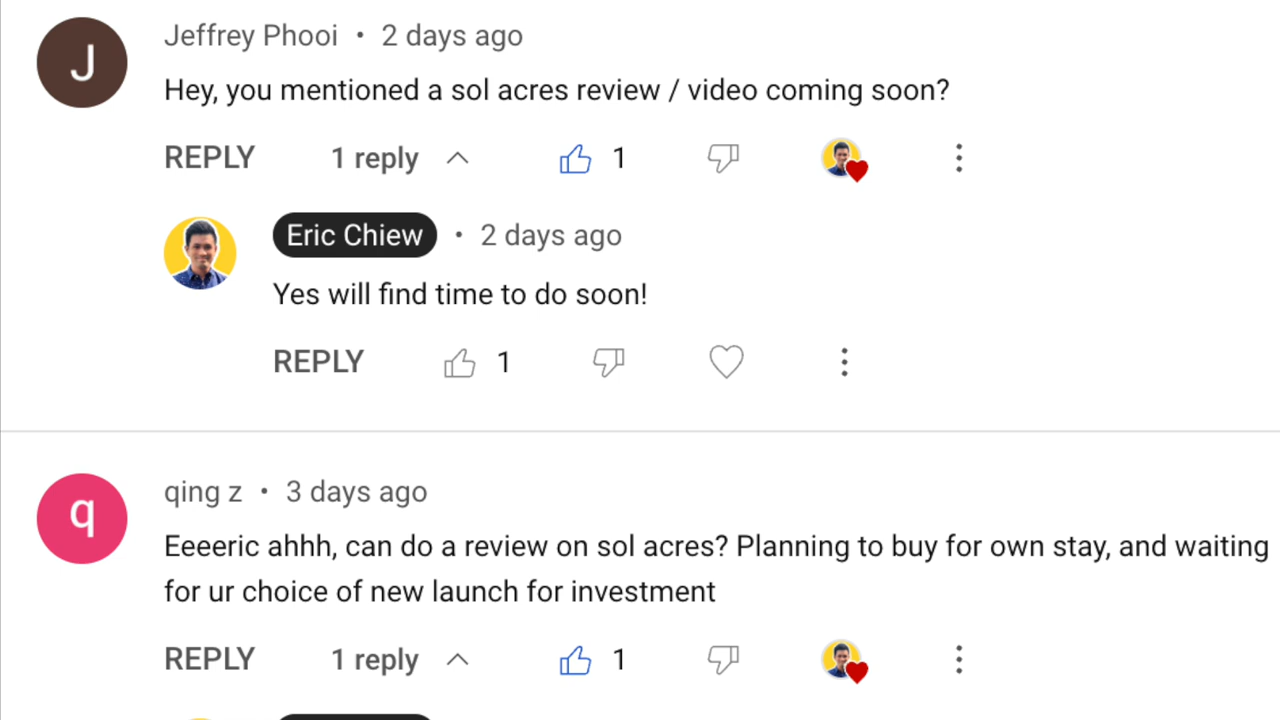 J
Jeffrey Phooi • 2 days ago
Hey, you mentioned a sol acres review / video coming soon?
REPLY 1 reply 1
Eric Chiew • 2 days ago
Yes will find time to do soon!
REPLY 1
q
qing z • 3 days ago
Eeeeric ahhh, can do a review on sol acres? Planning to buy for own stay, and waiting
for ur choice of new launch for investment
REPLY 1 reply 1